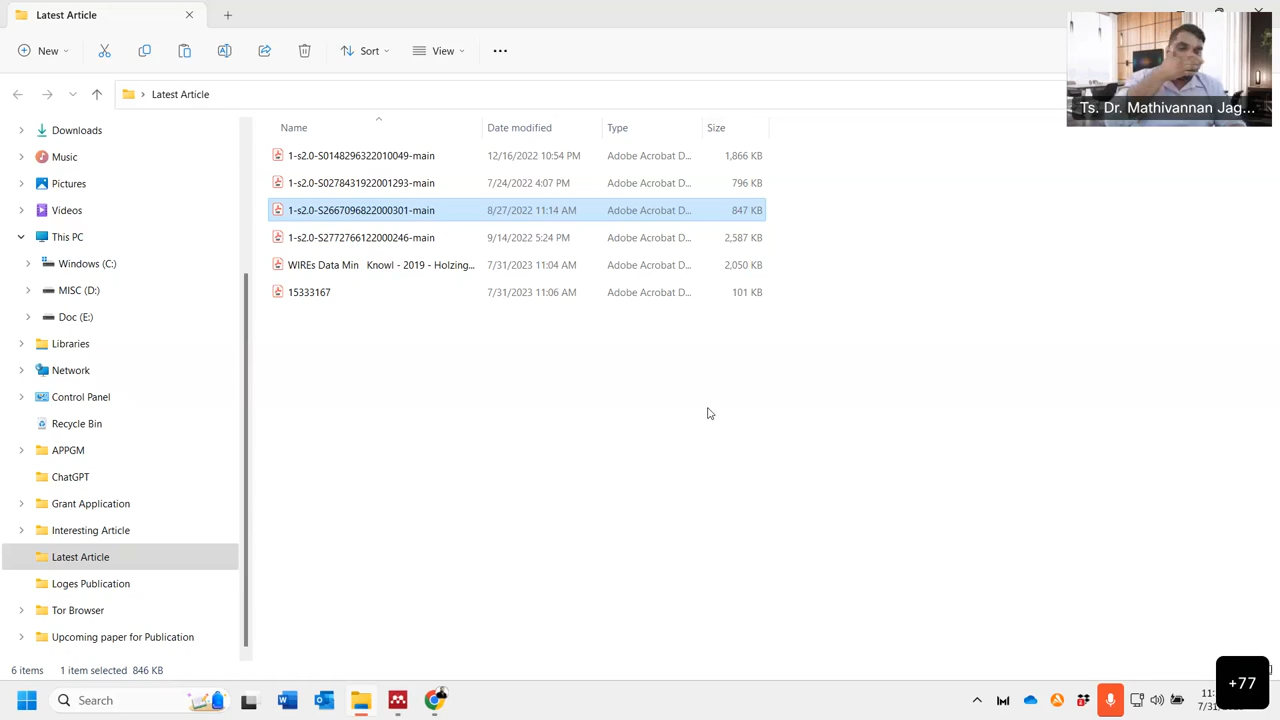 Latest Article
New
Sort
View
Latest Article
Ts. Dr. Mathivannan Jag...
Name Date modified Type Size
Downloads
Music
Pictures
Videos
This PC
Windows (C:)
MISC (D:)
Doc (E:)
Libraries
Network
Control Panel
Recycle Bin
APPGM
ChatGPT
Grant Application
Interesting Article
Latest Article
Loges Publication
Tor Browser
Upcoming paper for Publication
1-s2.0-S0148296322010049-main 12/16/2022 10:54 PM Adobe Acrobat D... 1,866 KB
1-s2.0-S0278431922001293-main 7/24/2022 4:07 PM Adobe Acrobat D... 796 KB
1-s2.0-S2667096822000301-main 8/27/2022 11:14 AM Adobe Acrobat D... 847 KB
1-s2.0-S2772766122000246-main 9/14/2022 5:24 PM Adobe Acrobat D... 2,587 KB
WIREs Data Min Knowl - 2019 - Holzing... 7/31/2023 11:04 AM Adobe Acrobat D... 2,050 KB
15333167 7/31/2023 11:06 AM Adobe Acrobat D... 101 KB
6 items 1 item selected 846 KB
Search
+77